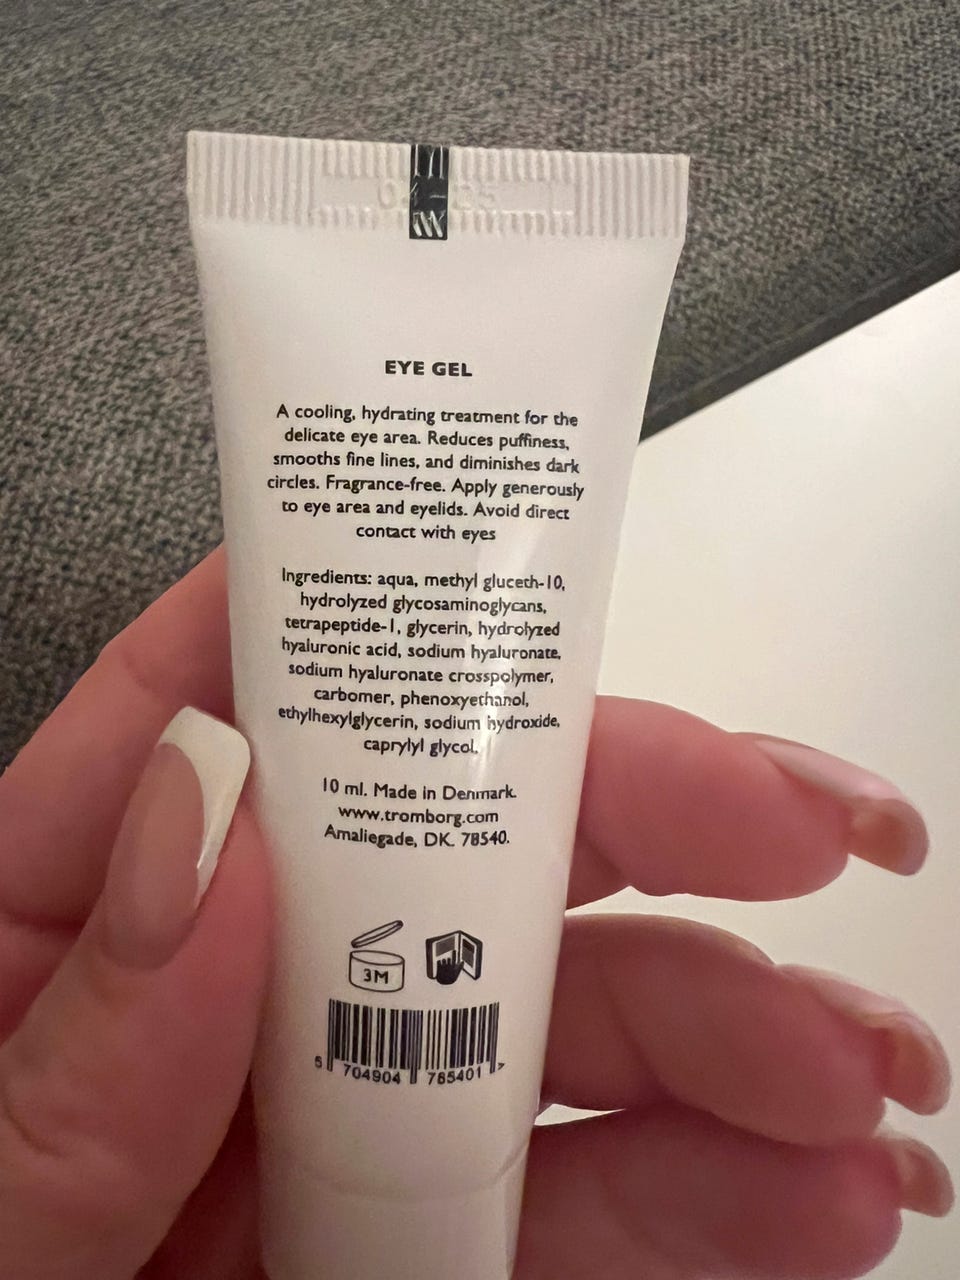 EYE GEL
A cooling, hydrating treatment for the
delicate eye area. Reduces puffiness,
smooths fine lines, and diminishes dark
circles. Fragrance-free. Apply generously
to eye area and eyelids. Avoid direct
contact with eyes
Ingredients: aqua, methyl gluceth-10,
hydrolyzed glycosaminoglycans,
tetrapeptide-1, glycerin, hydrolyzed
hyaluronic acid, sodium hyaluronate,
sodium hyaluronate crosspolymer,
carbomer, phenoxyethanol,
ethylhexylglycerin, sodium hydroxide,
caprylyl glycol.
10 ml. Made in Denmark.
www.tromborg.com
Amaliegade, DK. 78540.
3M
5 704904 785401 >